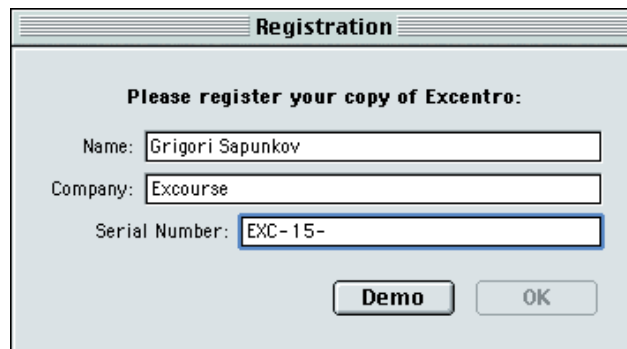 Registration
Please register your copy of Excentro:
Name: Grigori Sapunkov
Company: Excourse
Serial Number: EXC-15-
Demo OK